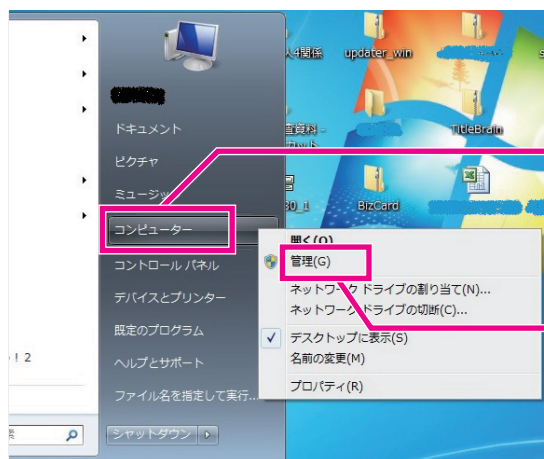 ドキュメント
ピクチャ
コンピューター
コントロール パネル
デバイスとプリンター
既定のプログラム
ヘルプとサポート
ファイル名を指定して実行...
シャットダウン
! 2
updater_win
TitleBrain
BizCard
開く(O)
管理(G)
ネットワーク ドライブの割り当て(N)...
ネットワーク ドライブの切断(C)...
デスクトップに表示(S)
名前の変更(M)
プロパティ(R)